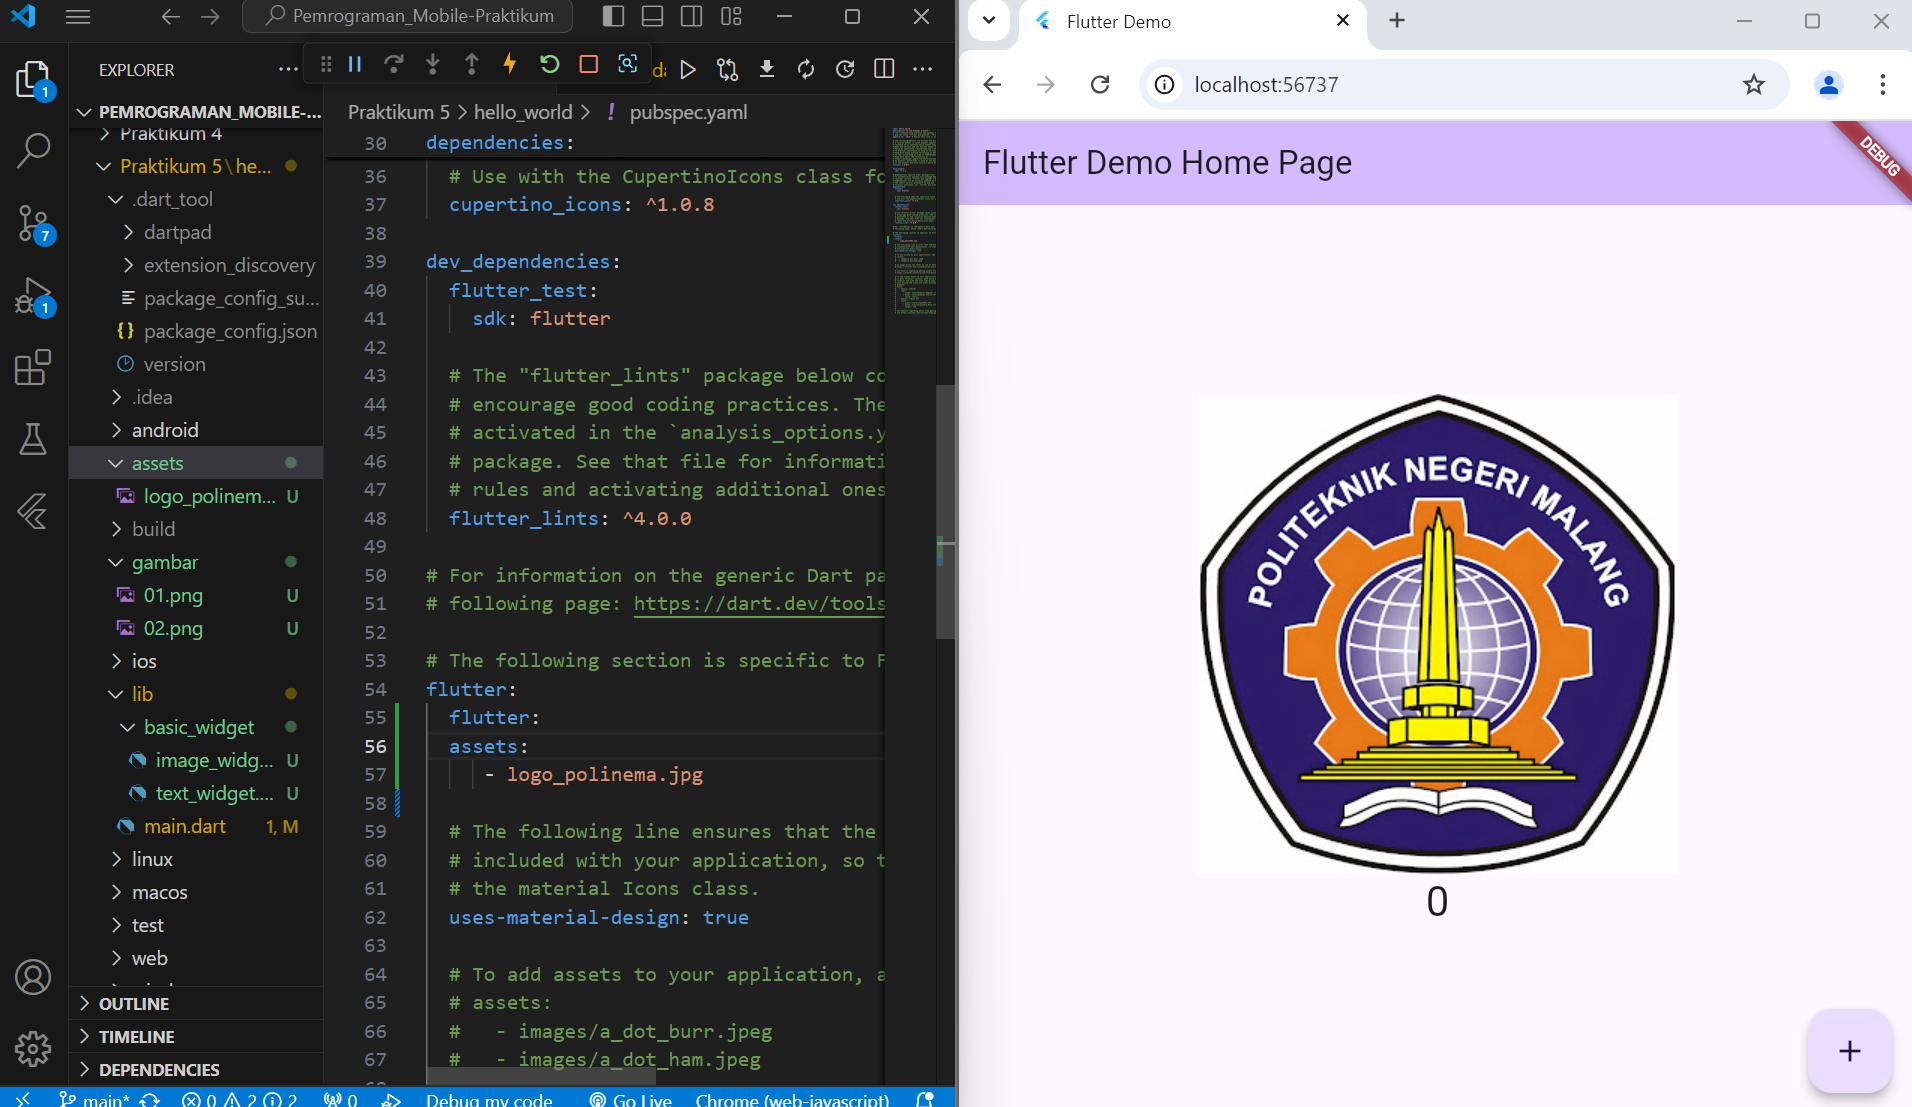 Pemrograman_Mobile-Praktikum
EXPLORER
PEMROGRAMAN_MOBILE-...
Praktikum 4
Praktikum 5\he...
.dart_tool
dartpad
extension_discovery
package_config_su...
{} package_config.json
version
.idea
android
assets
logo_polinem... U
build
gambar
01.png U
02.png U
ios
lib
basic_widget
image_widg... U
text_widget.... U
main.dart 1, M
linux
macos
test
web
OUTLINE
TIMELINE
DEPENDENCIES
1
7
1
Praktikum 5 > hello_world > ! pubspec.yaml
30 dependencies:
36 # Use with the CupertinoIcons class fo
37 cupertino_icons: ^1.0.8
38
39 dev_dependencies:
40 flutter_test:
41 sdk: flutter
42
43 # The "flutter_lints" package below co
44 # encourage good coding practices. The
45 # activated in the `analysis_options.y
46 # package. See that file for informati
47 # rules and activating additional ones
48 flutter_lints: ^4.0.0
49
50 # For information on the generic Dart pa
51 # following page: https://dart.dev/tools
52
53 # The following section is specific to F
54 flutter:
55 flutter:
56 assets:
57 - logo_polinema.jpg
58
59 # The following line ensures that the
60 # included with your application, so t
61 # the material Icons class.
62 uses-material-design: true
63
64 # To add assets to your application, a
65 # assets:
66 # - images/a_dot_burr.jpeg
67 # - images/a_dot_ham.jpeg
main* 0 2 2 0 Debug my code Go Live Chrome (web-javascript)
Flutter Demo
localhost:56737
Flutter Demo Home Page
DEBUG
POLITEKNIK NEGERI MALANG
0
+